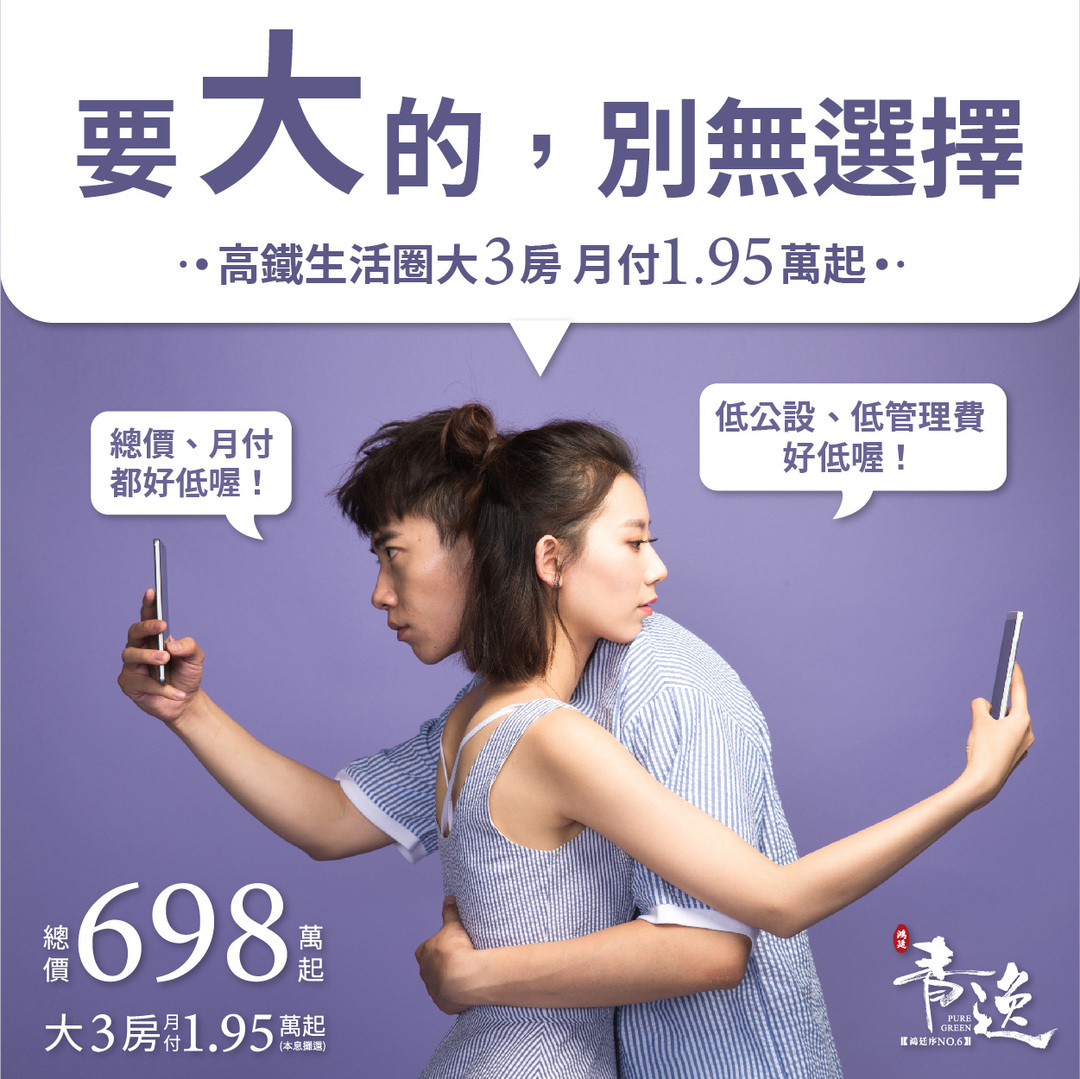 要大的，別無選擇
··高鐵生活圈大3房 月付1.95萬起··
總價、月付
都好低喔！
低公設、低管理費
好低喔！
總價698萬起
大3房月付1.95萬起
(本息攤還)
鴻廷
青逸
PURE
GREEN
【鴻廷序NO.6】